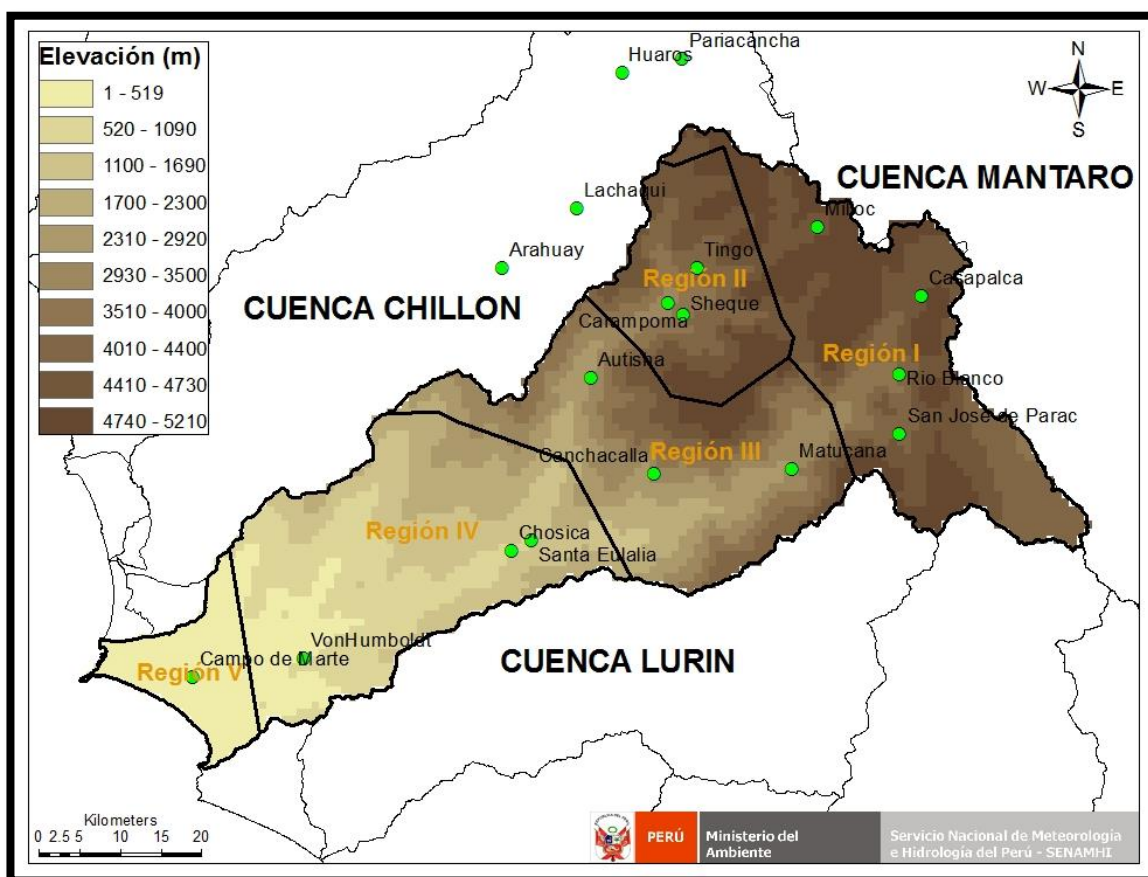 Elevación (m)
1 - 519
520 - 1090
1100 - 1690
1700 - 2300
2310 - 2920
2930 - 3500
3510 - 4000
4010 - 4400
4410 - 4730
4740 - 5210
Pariacancha
Huaros
N
W E
S
CUENCA MANTARO
Lachaqui
Milloc
Arahuay
Tingo
Región II
Casapalca
CUENCA CHILLON
Sheque
Carampoma
Región I
Autisha
Rio Blanco
San José de Parac
Canchacalla
Región III
Matucana
Región IV
Chosica
Santa Eulalia
VonHumboldt
CUENCA LURIN
Campo de Marte
Región V
Kilometers
0 2.5 5 10 15 20
REPUBLICA DEL PERU
PERÚ
Ministerio del
Ambiente
Servicio Nacional de Meteorología
e Hidrología del Perú - SENAMHI